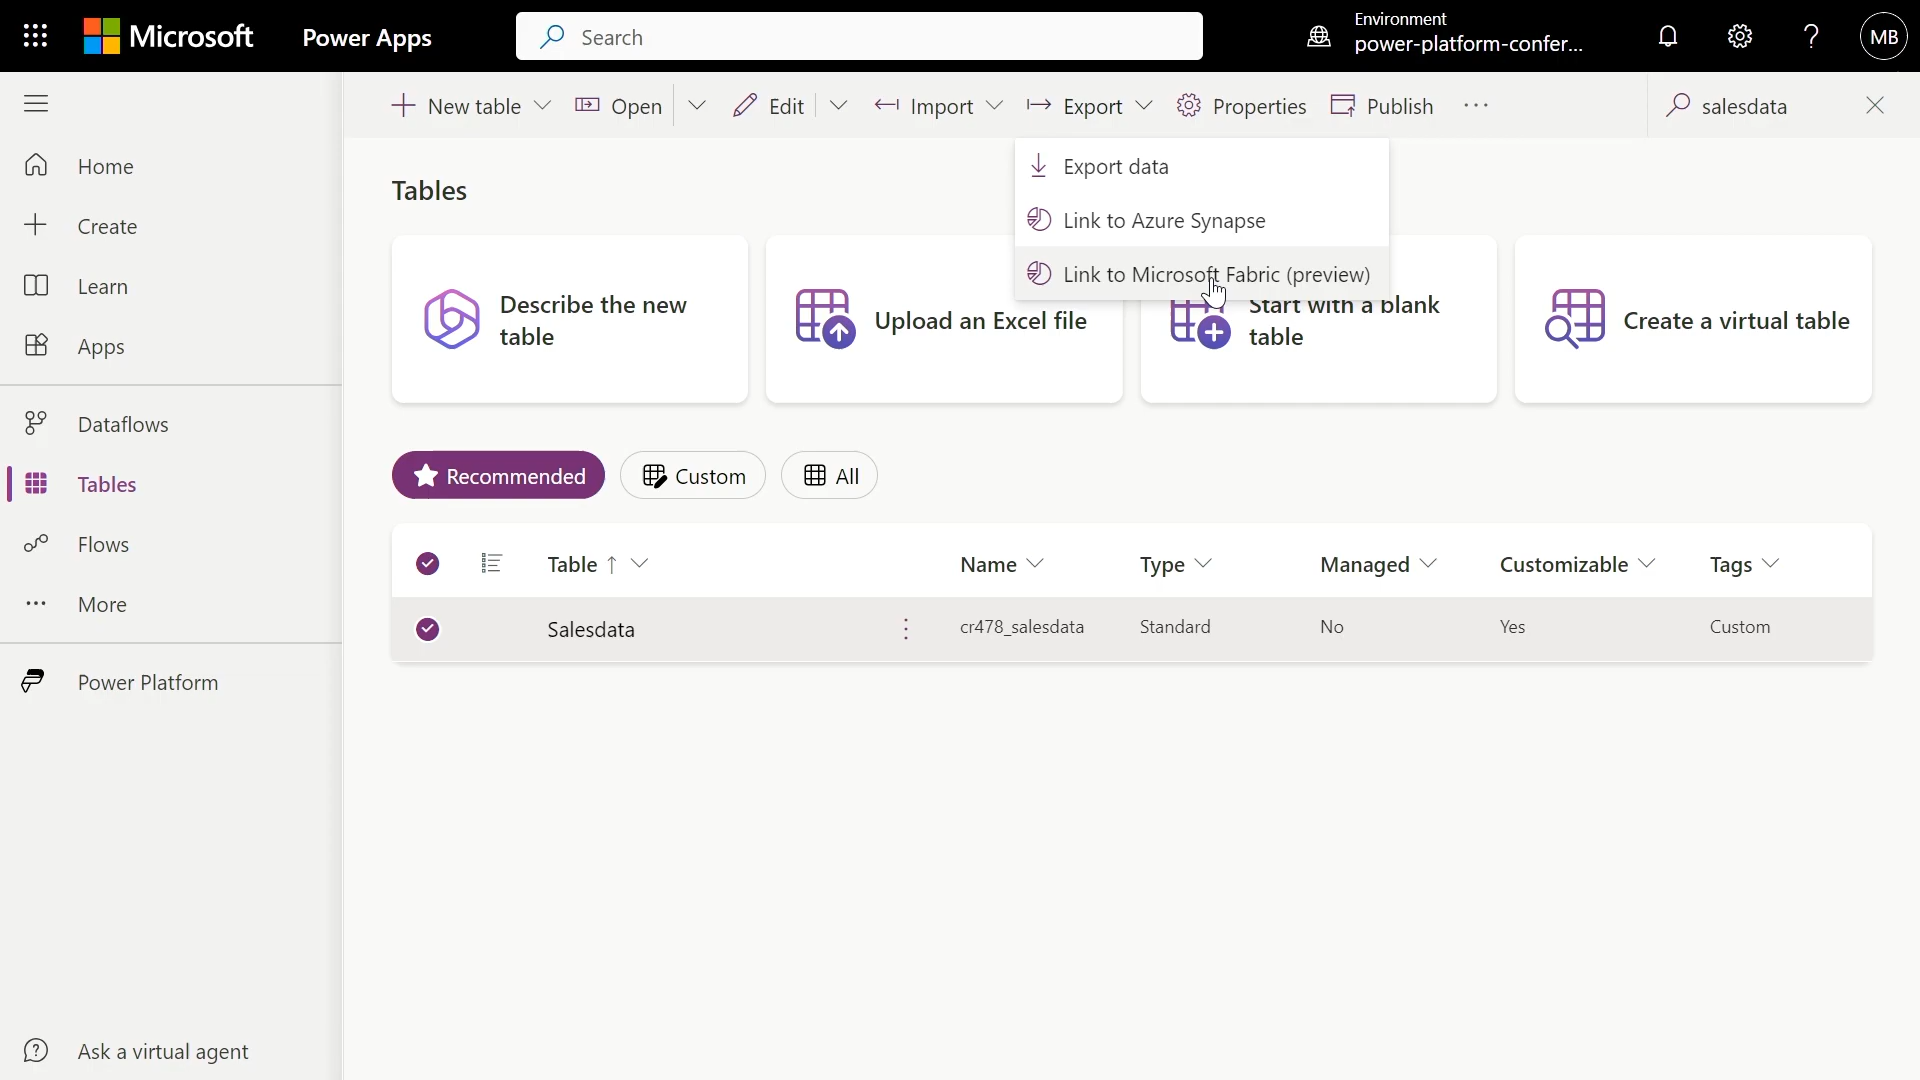 Microsoft
Power Apps
Search
Environment
power-platform-confer...
MB
New table
Open
Edit
Import
Export
Properties
Publish
salesdata
Home
Create
Learn
Apps
Dataflows
Tables
Flows
More
Power Platform
Ask a virtual agent
Export data
Link to Azure Synapse
Link to Microsoft Fabric (preview)
Tables
Describe the new
table
Upload an Excel file
Start with a blank
table
Create a virtual table
Recommended
Custom
All
Table Name Type Managed Customizable Tags
Salesdata cr478_salesdata Standard No Yes Custom